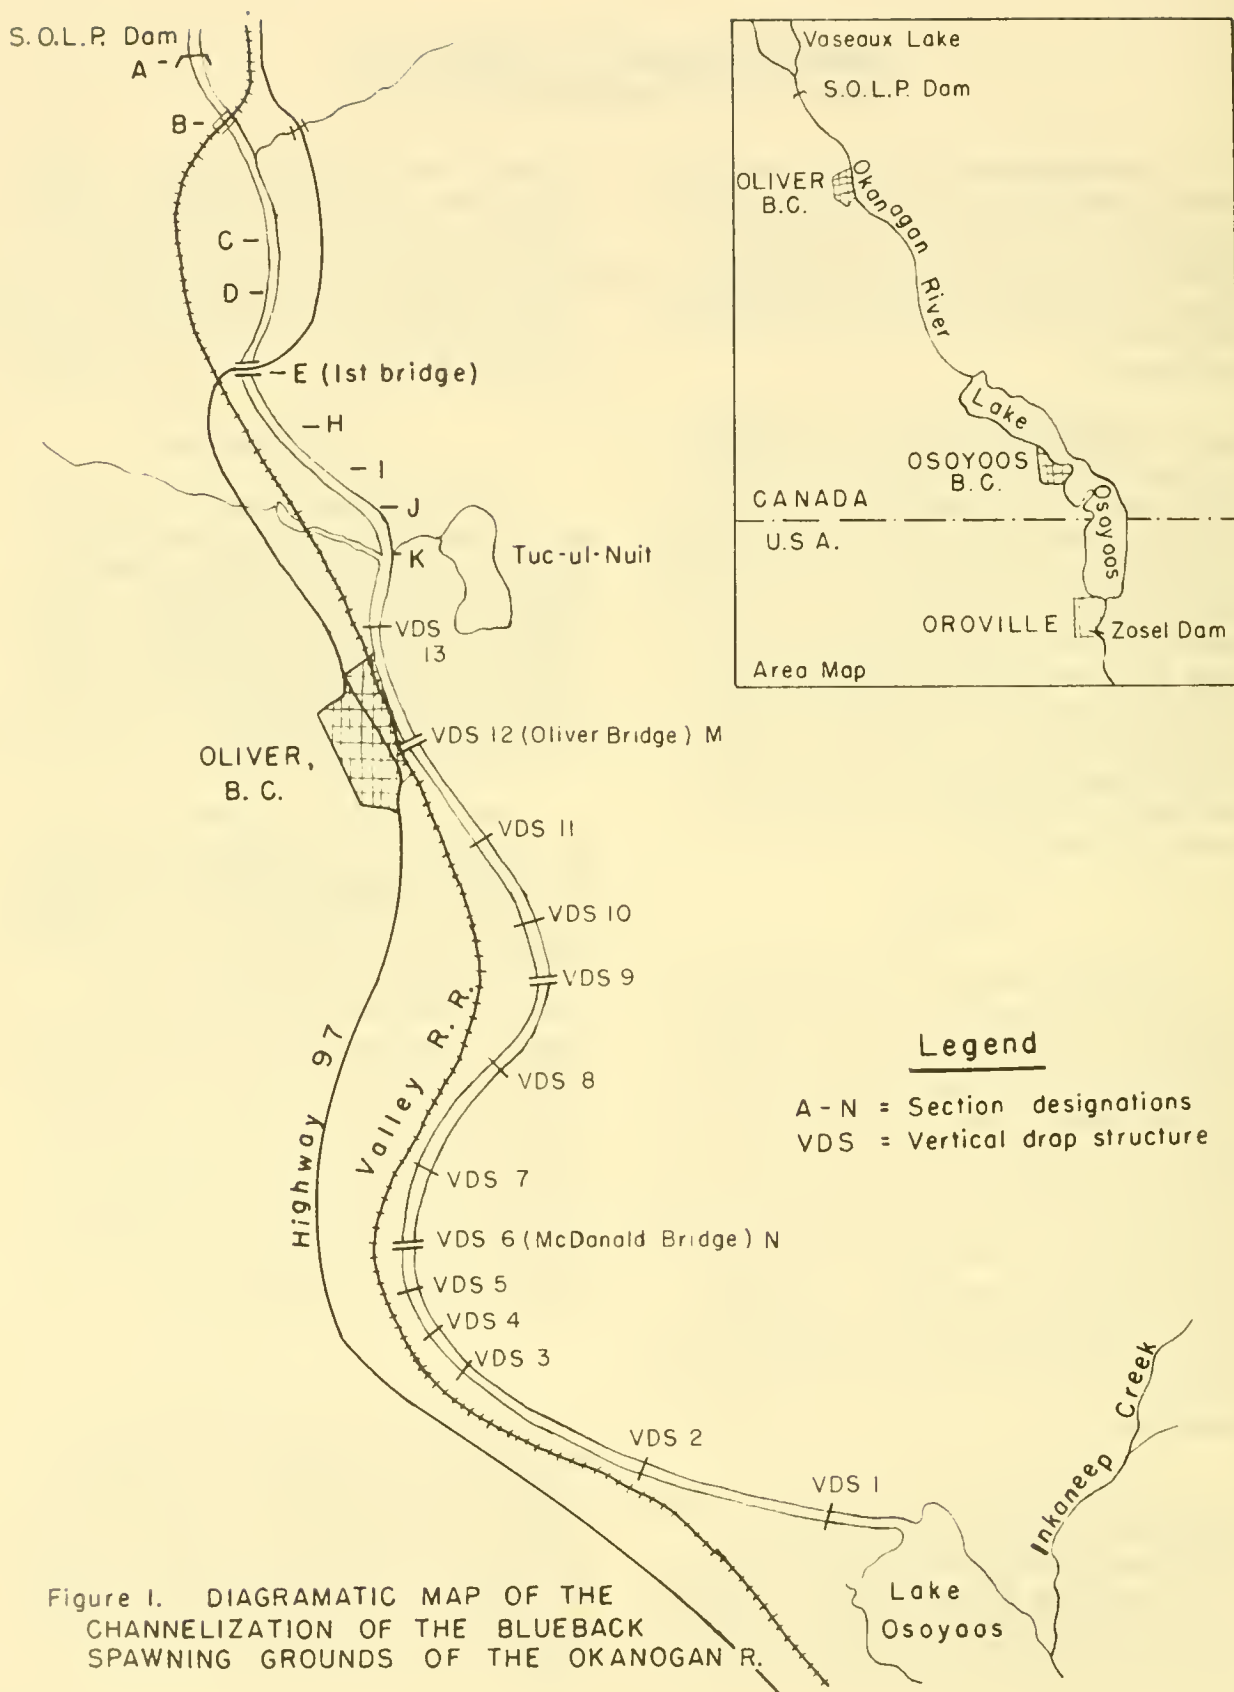 S.O.L.P. Dam
A
B
C
D
E (1st bridge)
H
I
J
K
Tuc-ul-Nuit
VDS
13
VDS 12 (Oliver Bridge) M
OLIVER,
B. C.
VDS 11
VDS 10
VDS 9
VDS 8
VDS 7
VDS 6 (McDonald Bridge) N
VDS 5
VDS 4
VDS 3
VDS 2
VDS 1
Highway 97
Valley R. R.
Lake
Osoyoos
Inkaneep Creek
Vaseaux Lake
S.O.L.P. Dam
OLIVER
B.C.
Okanagan River
Lake
Osoyoos
OSOYOOS
B.C.
CANADA
U.S A.
OROVILLE
Zosel Dam
Area Map
Legend
A - N = Section designations
VDS = Vertical drop structure
Figure 1. DIAGRAMATIC MAP OF THE
CHANNELIZATION OF THE BLUEBACK
SPAWNING GROUNDS OF THE OKANOGAN R.